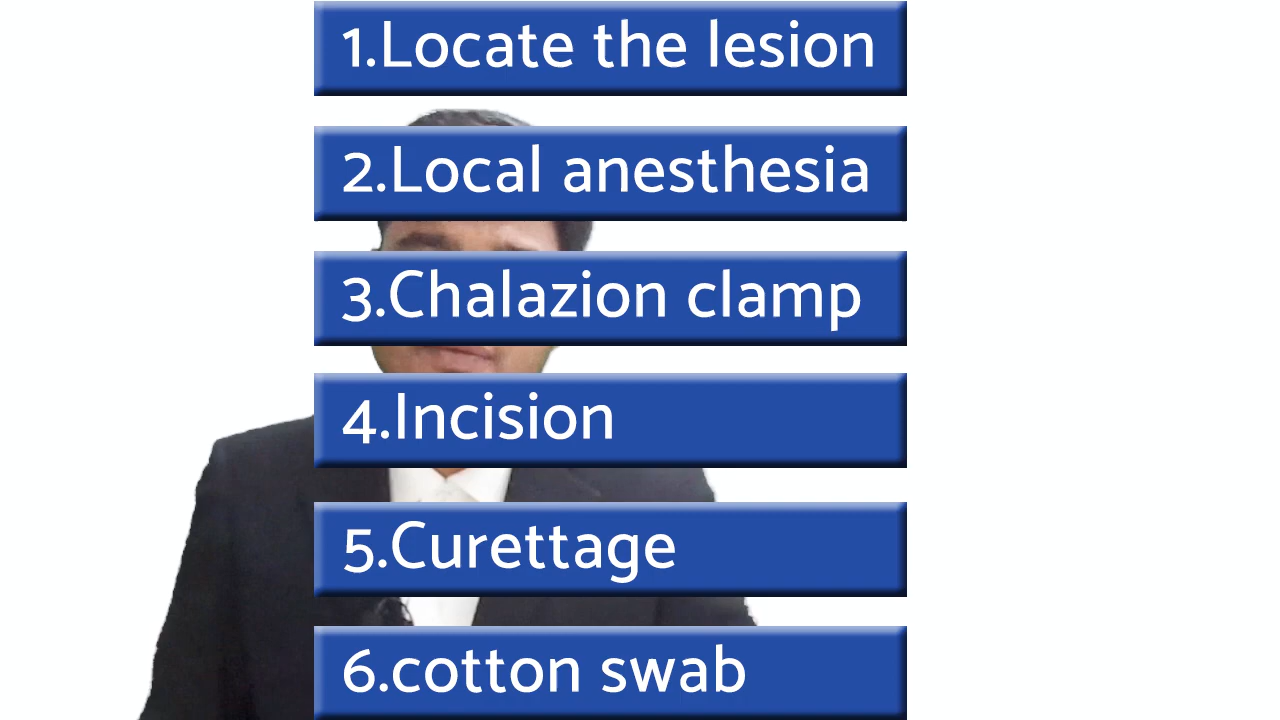 1.Locate the lesion
2.Local anesthesia
3.Chalazion clamp
4.Incision
5.Curettage
6.cotton swab